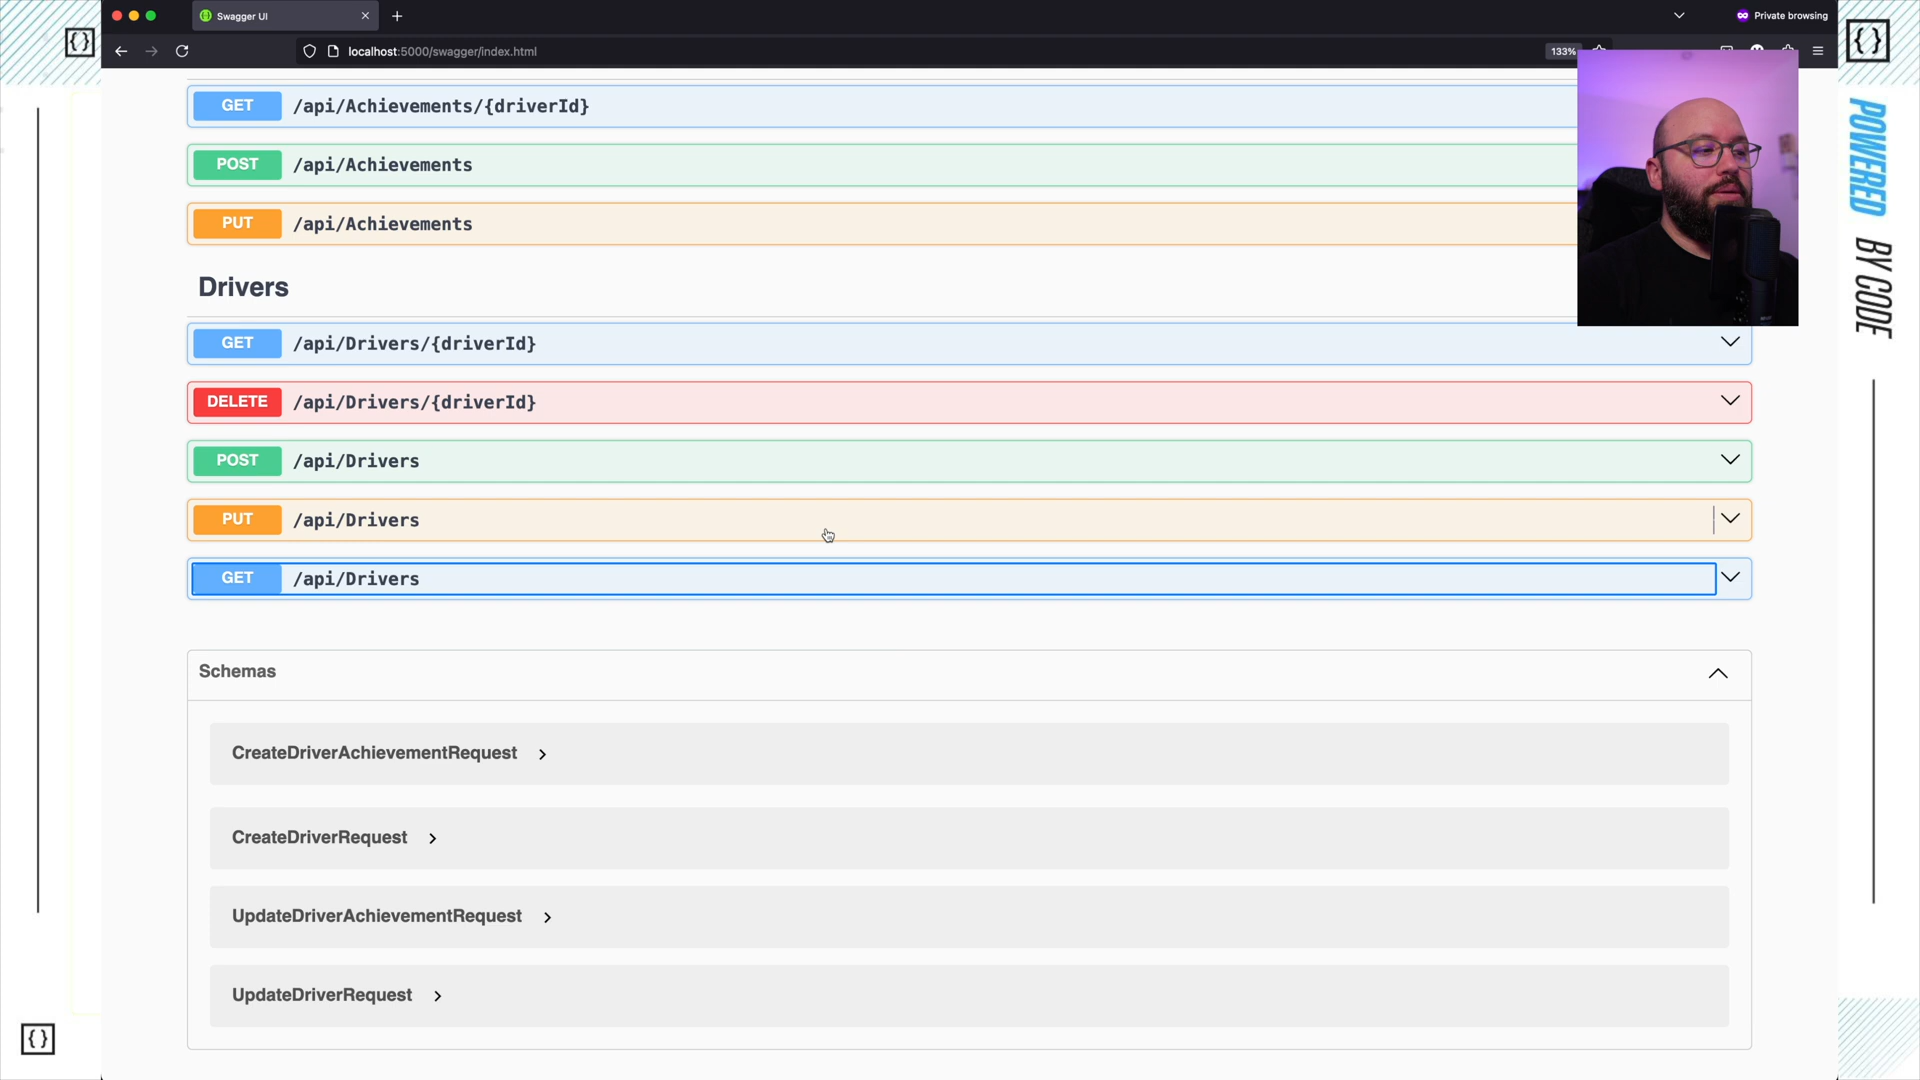 Swagger UI
Private browsing
localhost:5000/swagger/index.html
133%
{}
{}
GET /api/Achievements/{driverId}
POST /api/Achievements
PUT /api/Achievements
Drivers
GET /api/Drivers/{driverId}
DELETE /api/Drivers/{driverId}
POST /api/Drivers
PUT /api/Drivers
GET /api/Drivers
Schemas
CreateDriverAchievementRequest
CreateDriverRequest
UpdateDriverAchievementRequest
UpdateDriverRequest
POWERED BY CODE
{}